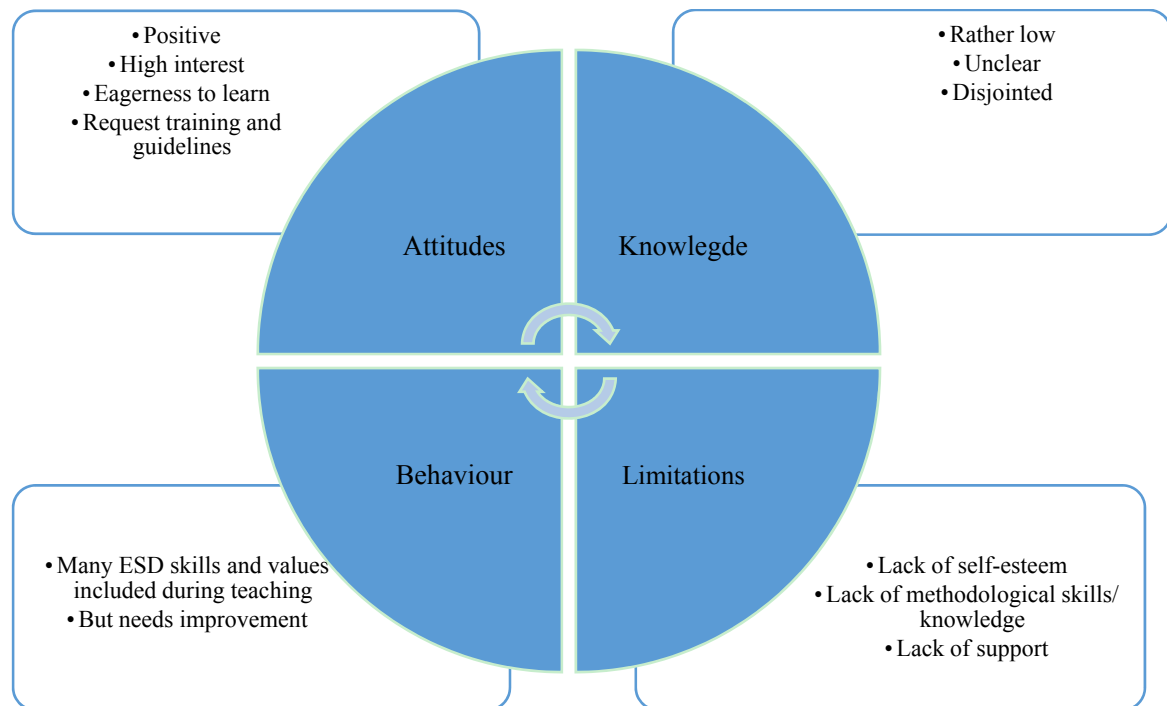 • Positive
• High interest
• Eagerness to learn
• Request training and
guidelines
• Rather low
• Unclear
• Disjointed
Attitudes
Knowlegde
Behaviour
Limitations
• Many ESD skills and values
included during teaching
• But needs improvement
• Lack of self-esteem
• Lack of methodological skills/
knowledge
• Lack of support